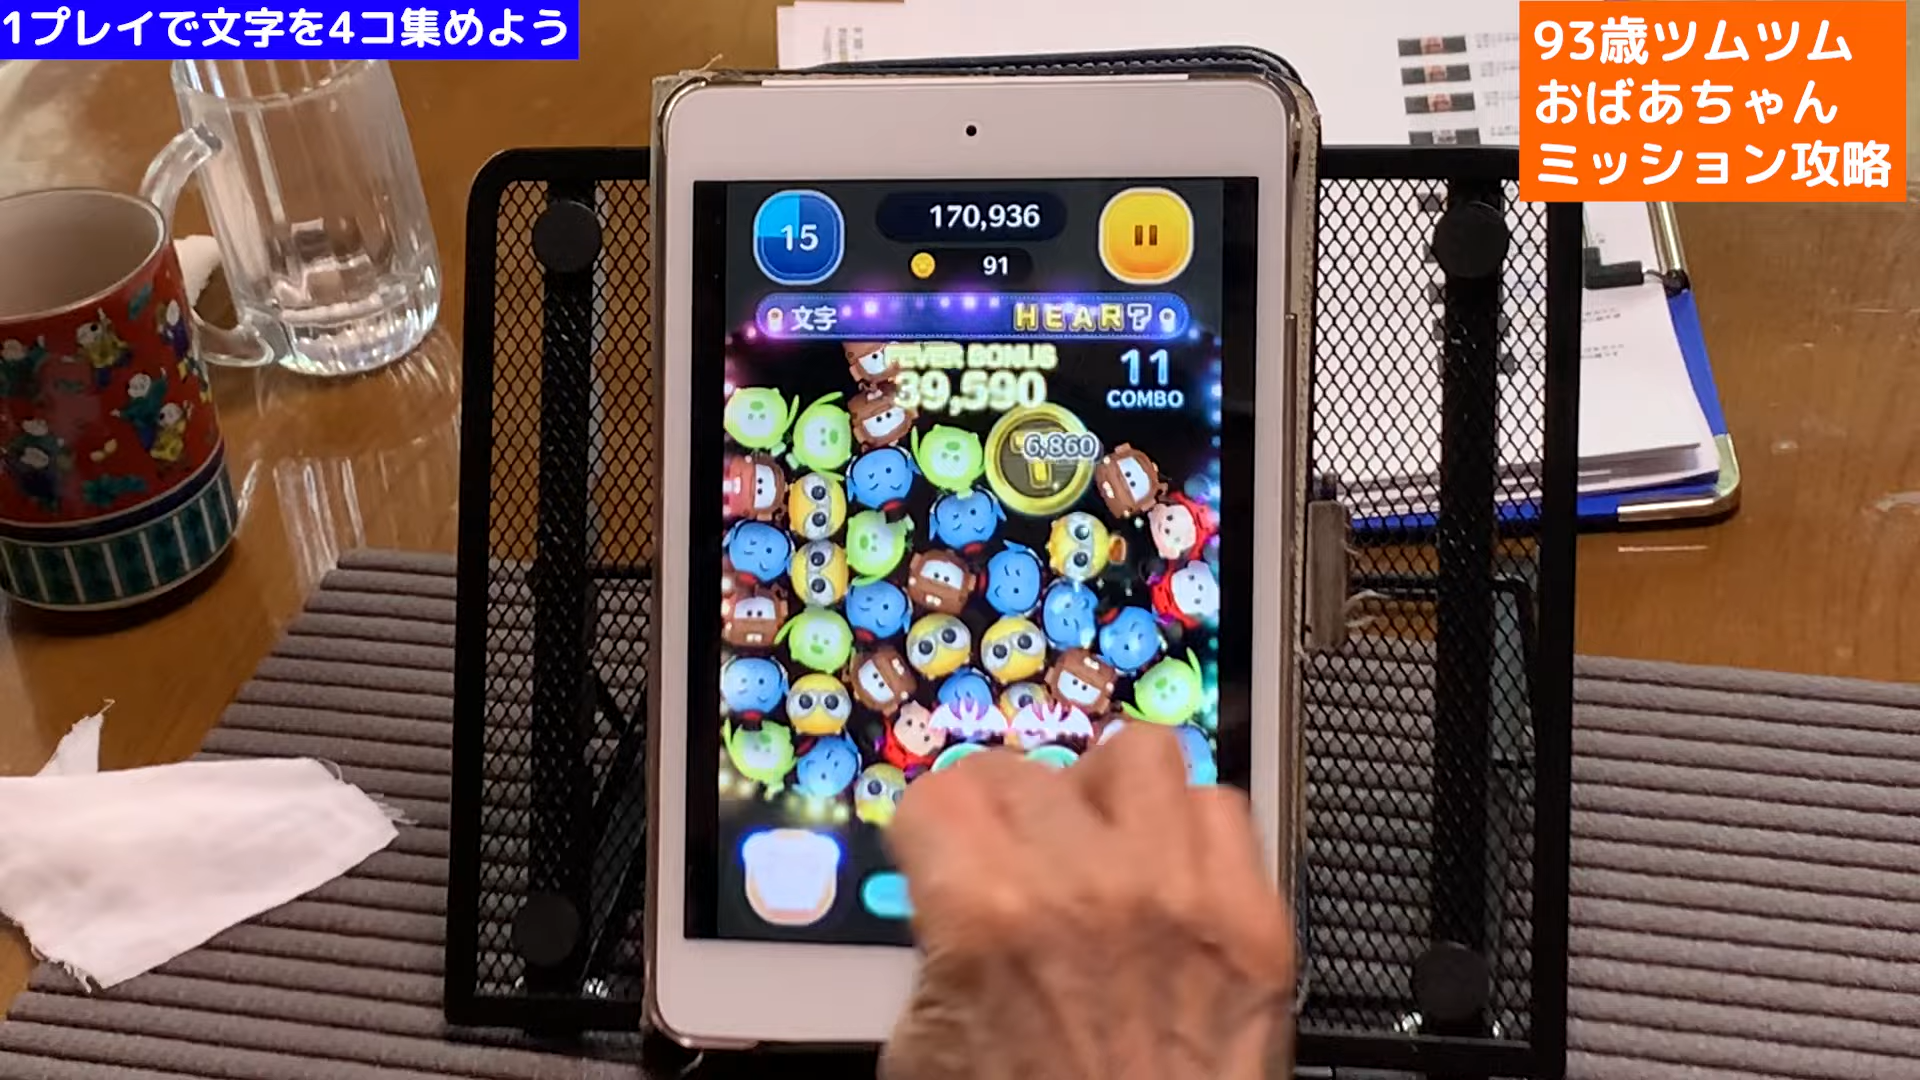 1プレイで文字を4コ集めよう
93歳ツムツム
おばあちゃん
ミッション攻略
15
170,936
91
文字
HEAR?
FEVER BONUS
39,590
11
COMBO
6,860
T